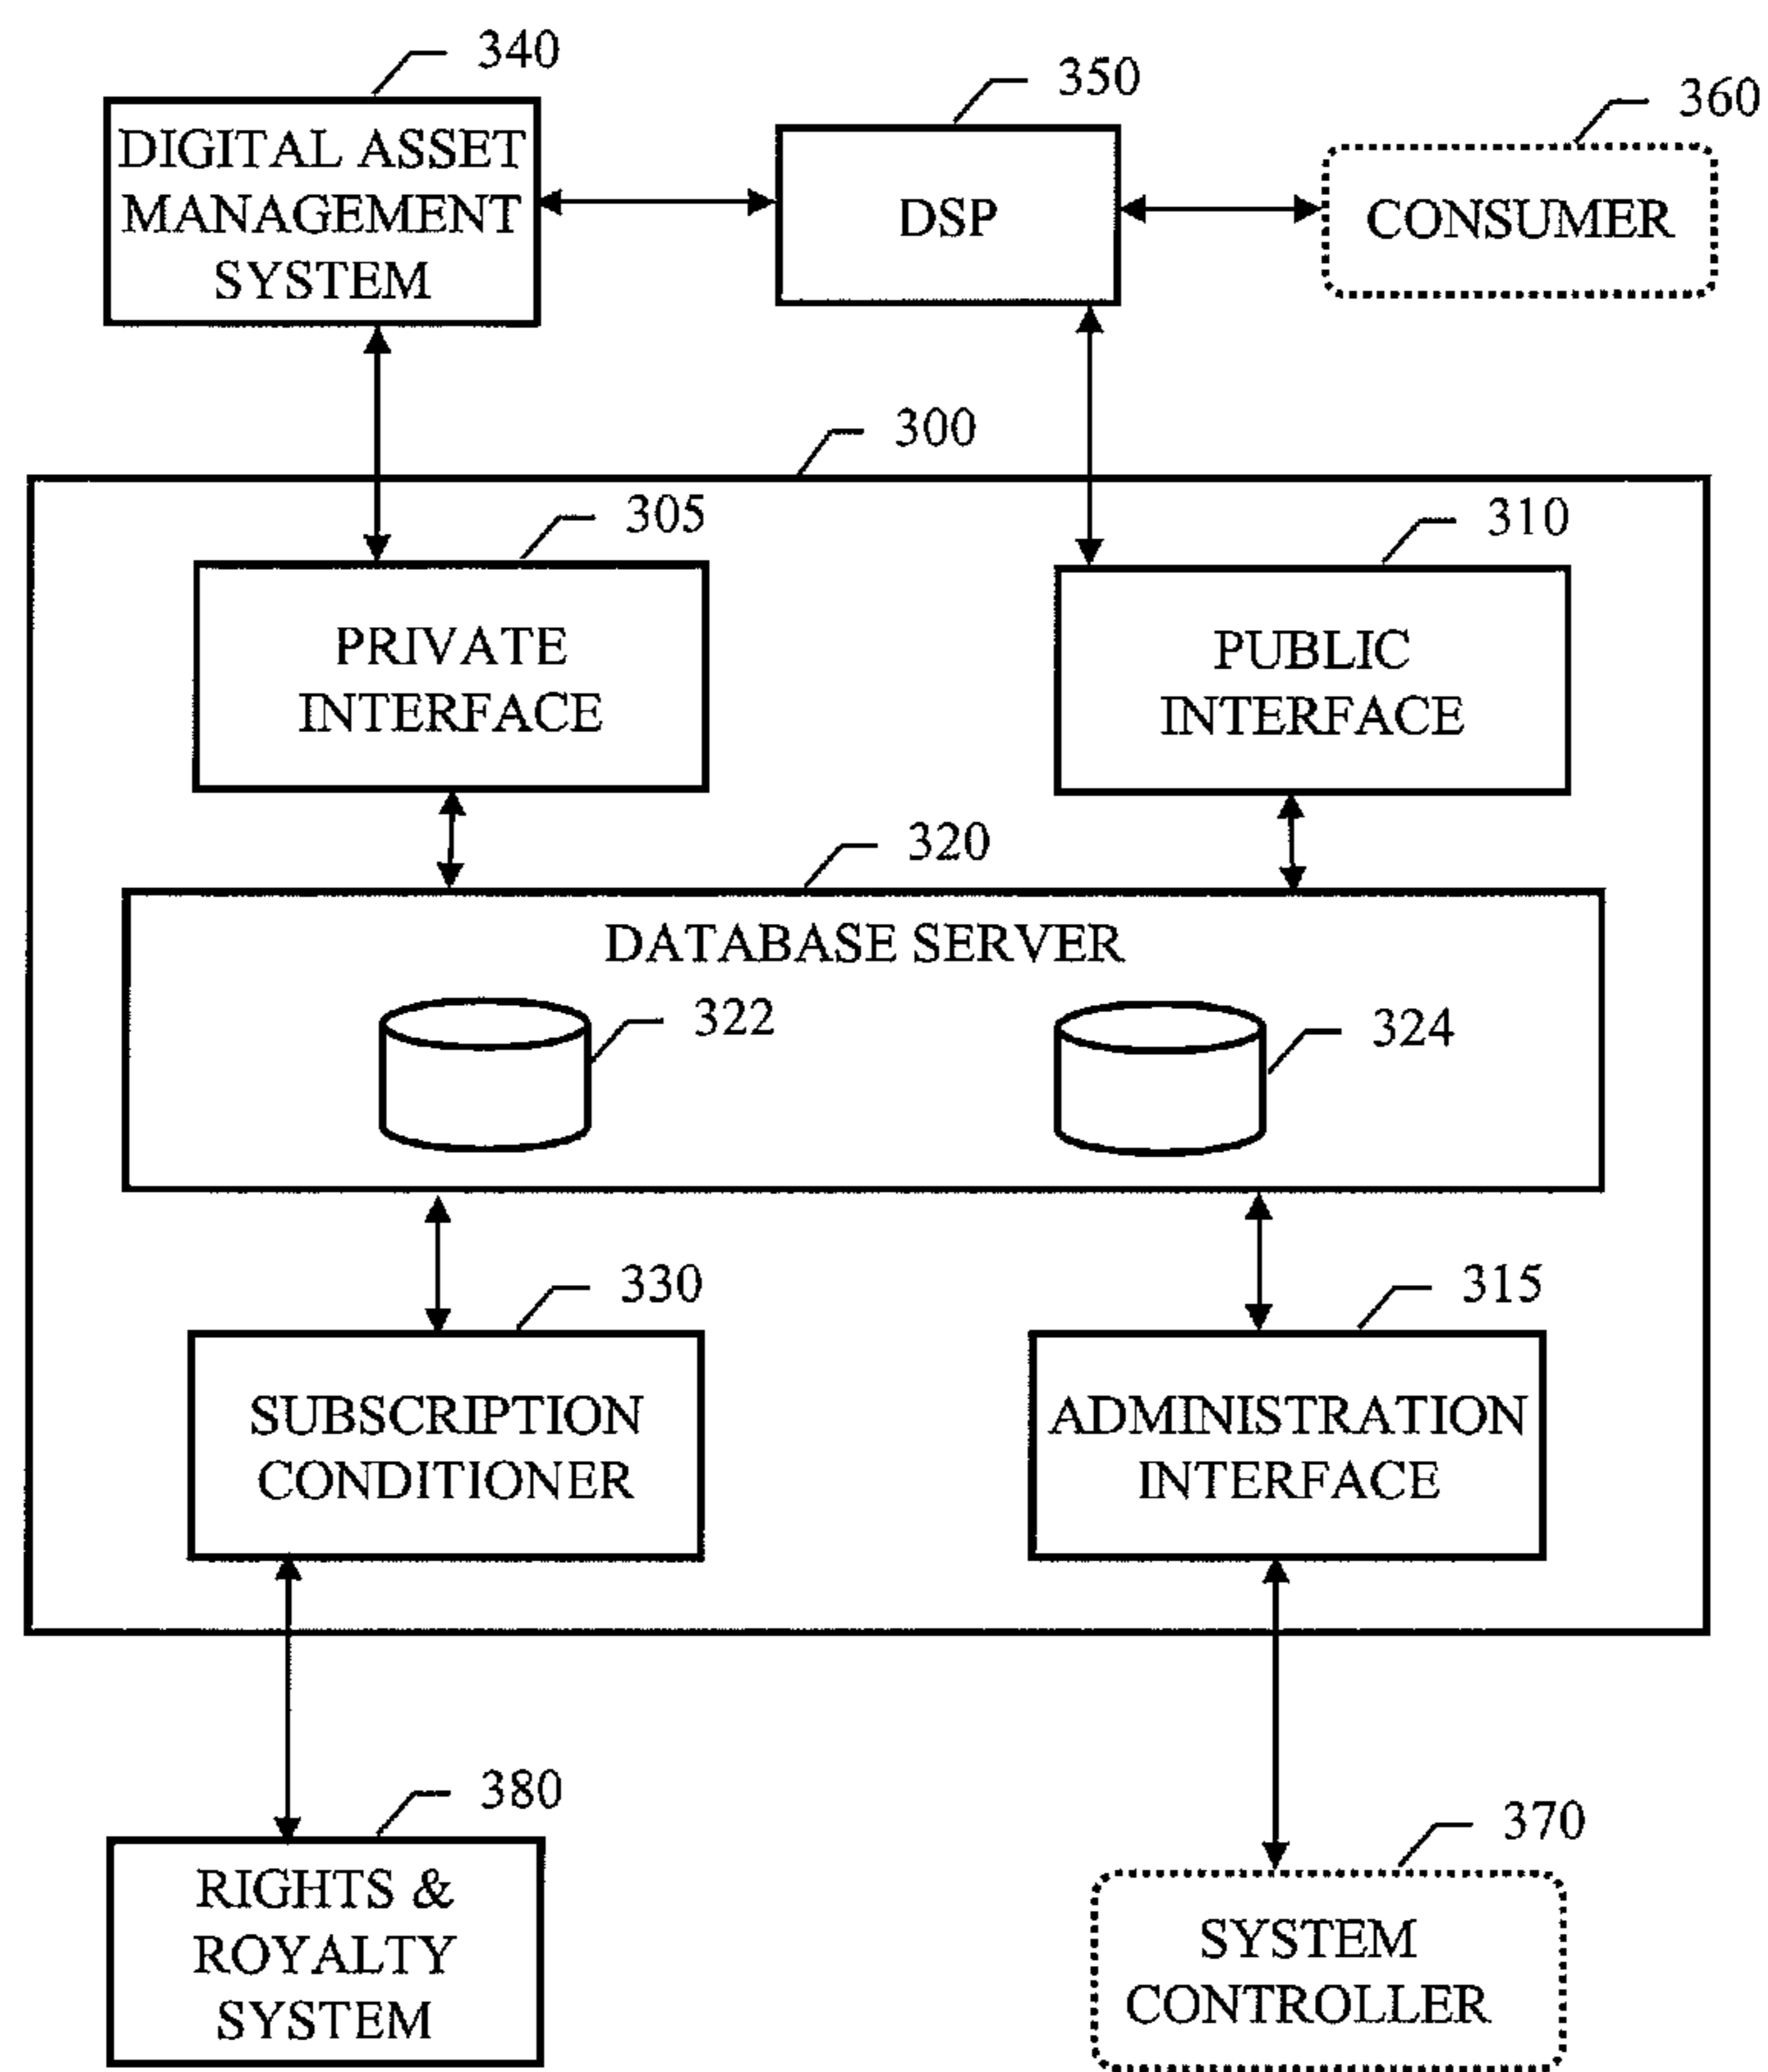 340
350
360
DIGITAL ASSET
MANAGEMENT
SYSTEM
DSP
CONSUMER
300
305
310
PRIVATE
INTERFACE
PUBLIC
INTERFACE
320
DATABASE SERVER
322
324
330
315
SUBSCRIPTION
CONDITIONER
ADMINISTRATION
INTERFACE
380
370
RIGHTS &
ROYALTY
SYSTEM
SYSTEM
CONTROLLER